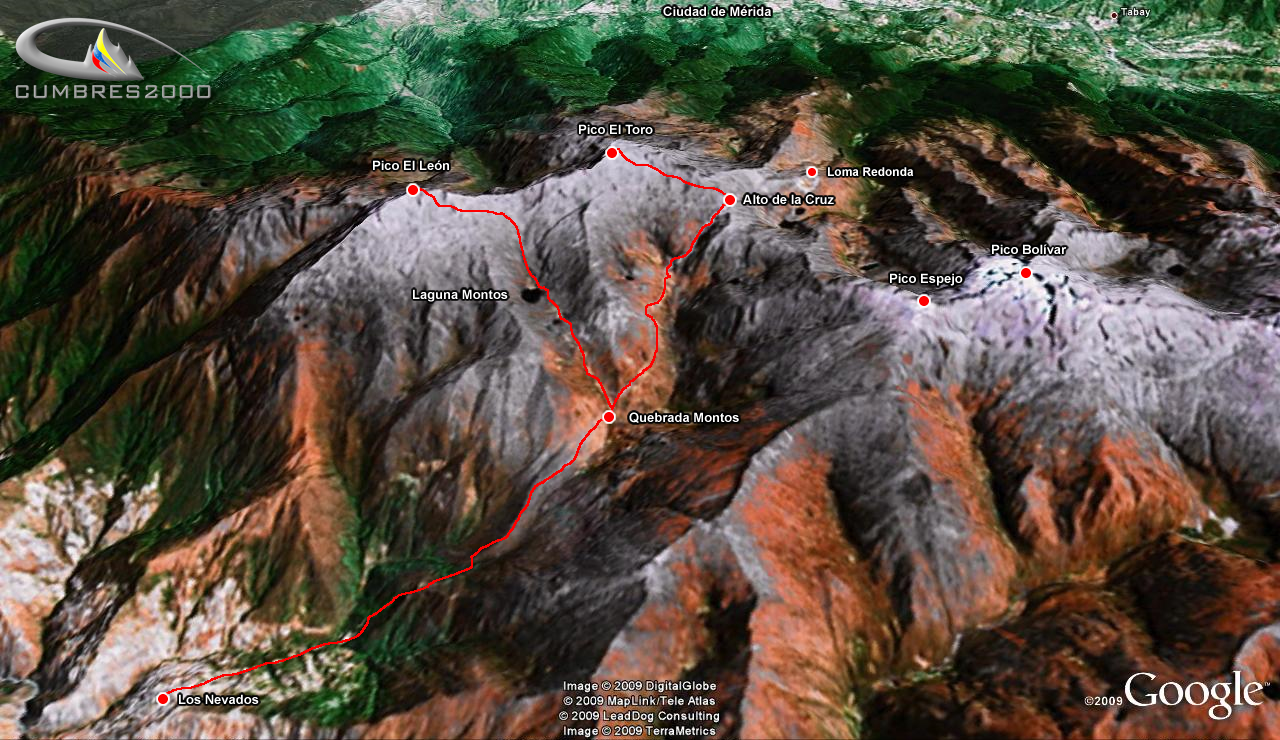 Ciudad de Mérida
Tabay
CUMBRES2000
Pico El Toro
Pico El León
Loma Redonda
Alto de la Cruz
Pico Bolívar
Pico Espejo
Laguna Montos
Quebrada Montos
Los Nevados
Image © 2009 DigitalGlobe
© 2009 MapLink/Tele Atlas
© 2009 LeadDog Consulting
Image © 2009 TerraMetrics
©2009 Google™